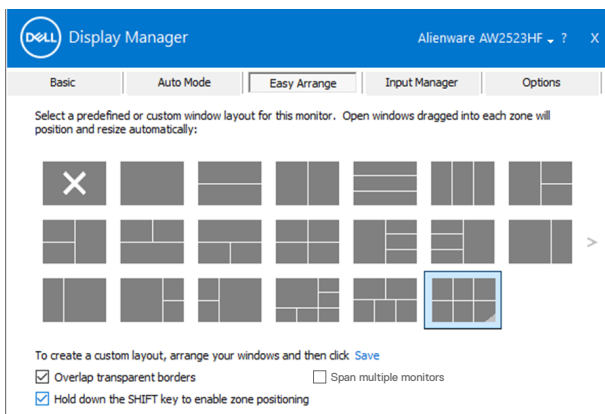 DELL Display Manager Alienware AW2523HF ? X
Basic Auto Mode Easy Arrange Input Manager Options
Select a predefined or custom window layout for this monitor. Open windows dragged into each zone will
position and resize automatically:
>
To create a custom layout, arrange your windows and then click Save
Overlap transparent borders Span multiple monitors
Hold down the SHIFT key to enable zone positioning